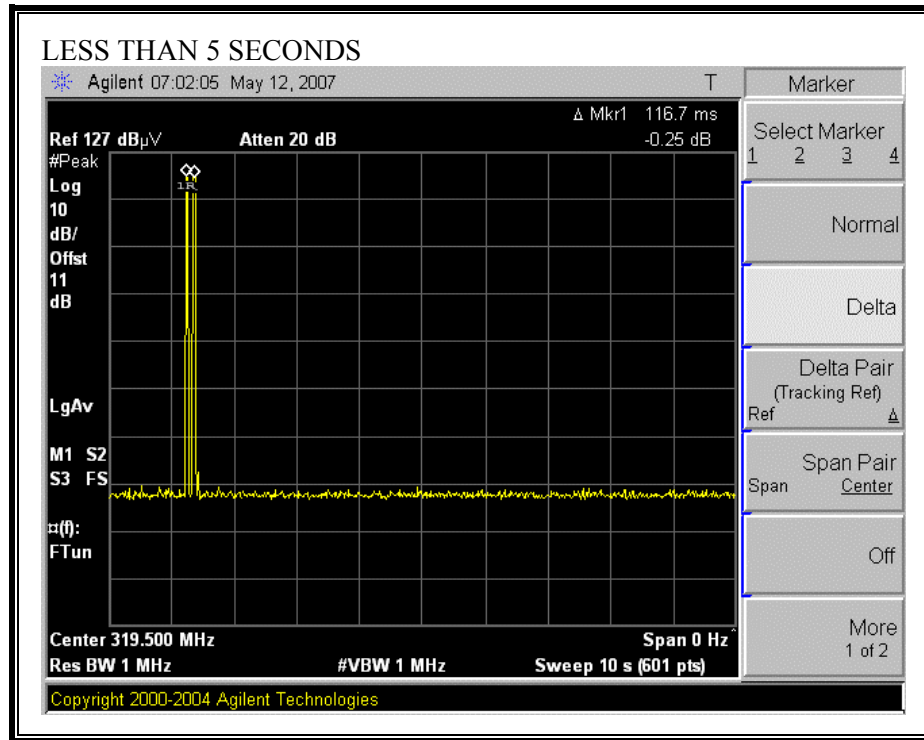 LESS THAN 5 SECONDS
Agilent 07:02:05 May 12, 2007 T
Δ Mkr1 116.7 ms
Ref 127 dBµV Atten 20 dB -0.25 dB
#Peak
Log
10
dB/
Offst
11
dB
1R
LgAv
M1 S2
S3 FS
¤(f):
FTun
Center 319.500 MHz Span 0 Hz^
Res BW 1 MHz #VBW 1 MHz Sweep 10 s (601 pts)
Copyright 2000-2004 Agilent Technologies
Marker
Select Marker
1 2 3 4
Normal
Delta
Delta Pair
(Tracking Ref)
Ref Δ
Span Pair
Span Center
Off
More
1 of 2